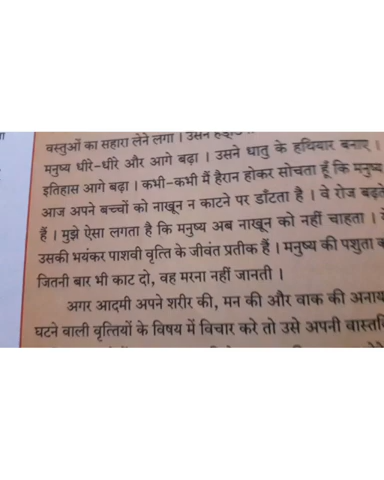 वस्तुओं का सहारा लेने लगा । उसने
मनुष्य धीरे-धीरे और आगे बढ़ा । उसने धातु के हथियार बनाए ।
इतिहास आगे बढ़ा । कभी-कभी मैं हैरान होकर सोचता हूँ कि मनुष्य
आज अपने बच्चों को नाखून न काटने पर डाँटता है । वे रोज बढ़ते
हैं । मुझे ऐसा लगता है कि मनुष्य अब नाखून को नहीं चाहता ।
उसकी भयंकर पाशवी वृत्ति के जीवंत प्रतीक हैं । मनुष्य की पशुता
जितनी बार भी काट दो, वह मरना नहीं जानती ।
अगर आदमी अपने शरीर की, मन की और वाक की
घटने वाली वृत्तियों के विषय में विचार करे तो उसे अपनी